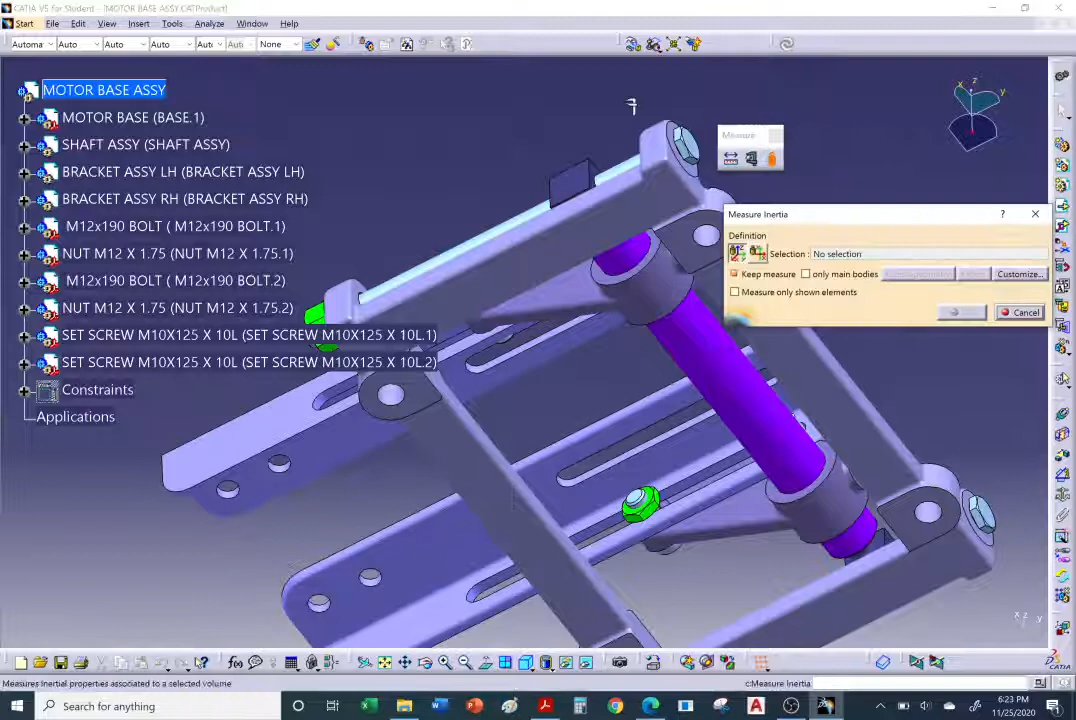 CATIA V5 for Student - [MOTOR BASE ASSY.CATProduct]
Start File Edit View Insert Tools Analyze Window Help
Automa Auto Auto Auto Aut Aut None
MOTOR BASE ASSY
MOTOR BASE (BASE.1)
SHAFT ASSY (SHAFT ASSY)
BRACKET ASSY LH (BRACKET ASSY LH)
BRACKET ASSY RH (BRACKET ASSY RH)
M12x190 BOLT ( M12x190 BOLT.1)
NUT M12 X 1.75 (NUT M12 X 1.75.1)
M12x190 BOLT ( M12x190 BOLT.2)
NUT M12 X 1.75 (NUT M12 X 1.75.2)
SET SCREW M10X125 X 10L (SET SCREW M10X125 X 10L.1)
SET SCREW M10X125 X 10L (SET SCREW M10X125 X 10L.2)
Constraints
Applications
x z y
Measure
Measure Inertia ?
Definition
Selection : No selection
Keep measure only main bodies Customize...
Measure only shown elements
Cancel
x z y
Measures Inertial properties associated to a selected volume
c:Measure Inertia
CATIA
Search for anything
6:23 PM
11/25/2020